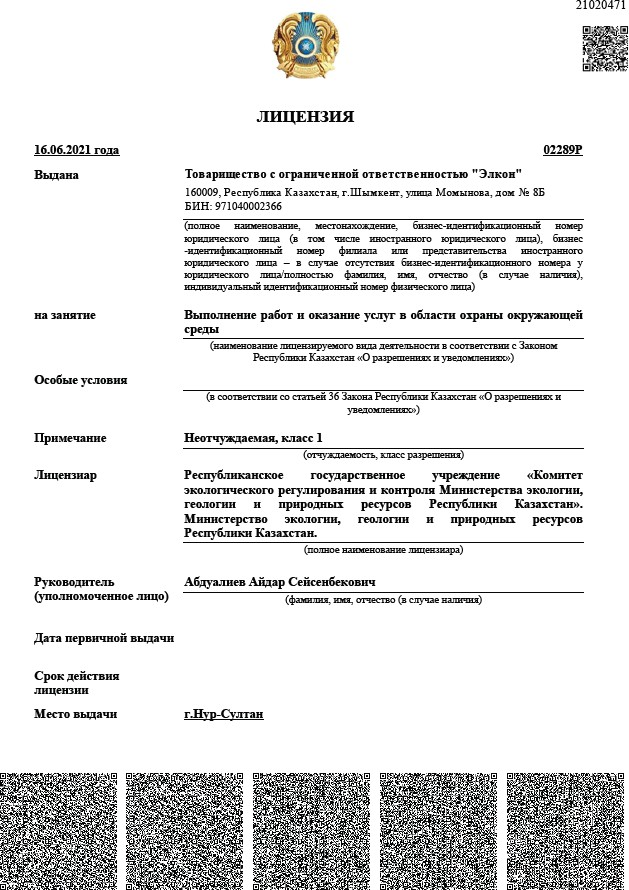 21020471
ЛИЦЕНЗИЯ
16.06.2021 года 02289Р
Выдана Товарищество с ограниченной ответственностью "Элкон"
160009, Республика Казахстан, г.Шымкент, улица Момынова, дом № 8Б
БИН: 971040002366
(полное наименование, местонахождение, бизнес-идентификационный номер
юридического лица (в том числе иностранного юридического лица), бизнес
-идентификационный номер филиала или представительства иностранного
юридического лица – в случае отсутствия бизнес-идентификационного номера у
юридического лица/полностью фамилия, имя, отчество (в случае наличия),
индивидуальный идентификационный номер физического лица)
на занятие Выполнение работ и оказание услуг в области охраны окружающей
среды
(наименование лицензируемого вида деятельности в соответствии с Законом
Республики Казахстан «О разрешениях и уведомлениях»)
Особые условия
(в соответствии со статьей 36 Закона Республики Казахстан «О разрешениях и
уведомлениях»)
Примечание Неотчуждаемая, класс 1
(отчуждаемость, класс разрешения)
Лицензиар Республиканское государственное учреждение «Комитет
экологического регулирования и контроля Министерства экологии,
геологии и природных ресурсов Республики Казахстан».
Министерство экологии, геологии и природных ресурсов
Республики Казахстан.
(полное наименование лицензиара)
Руководитель Абдуалиев Айдар Сейсенбекович
(уполномоченное лицо) (фамилия, имя, отчество (в случае наличия)
Дата первичной выдачи
Срок действия
лицензии
Место выдачи г.Нур-Султан